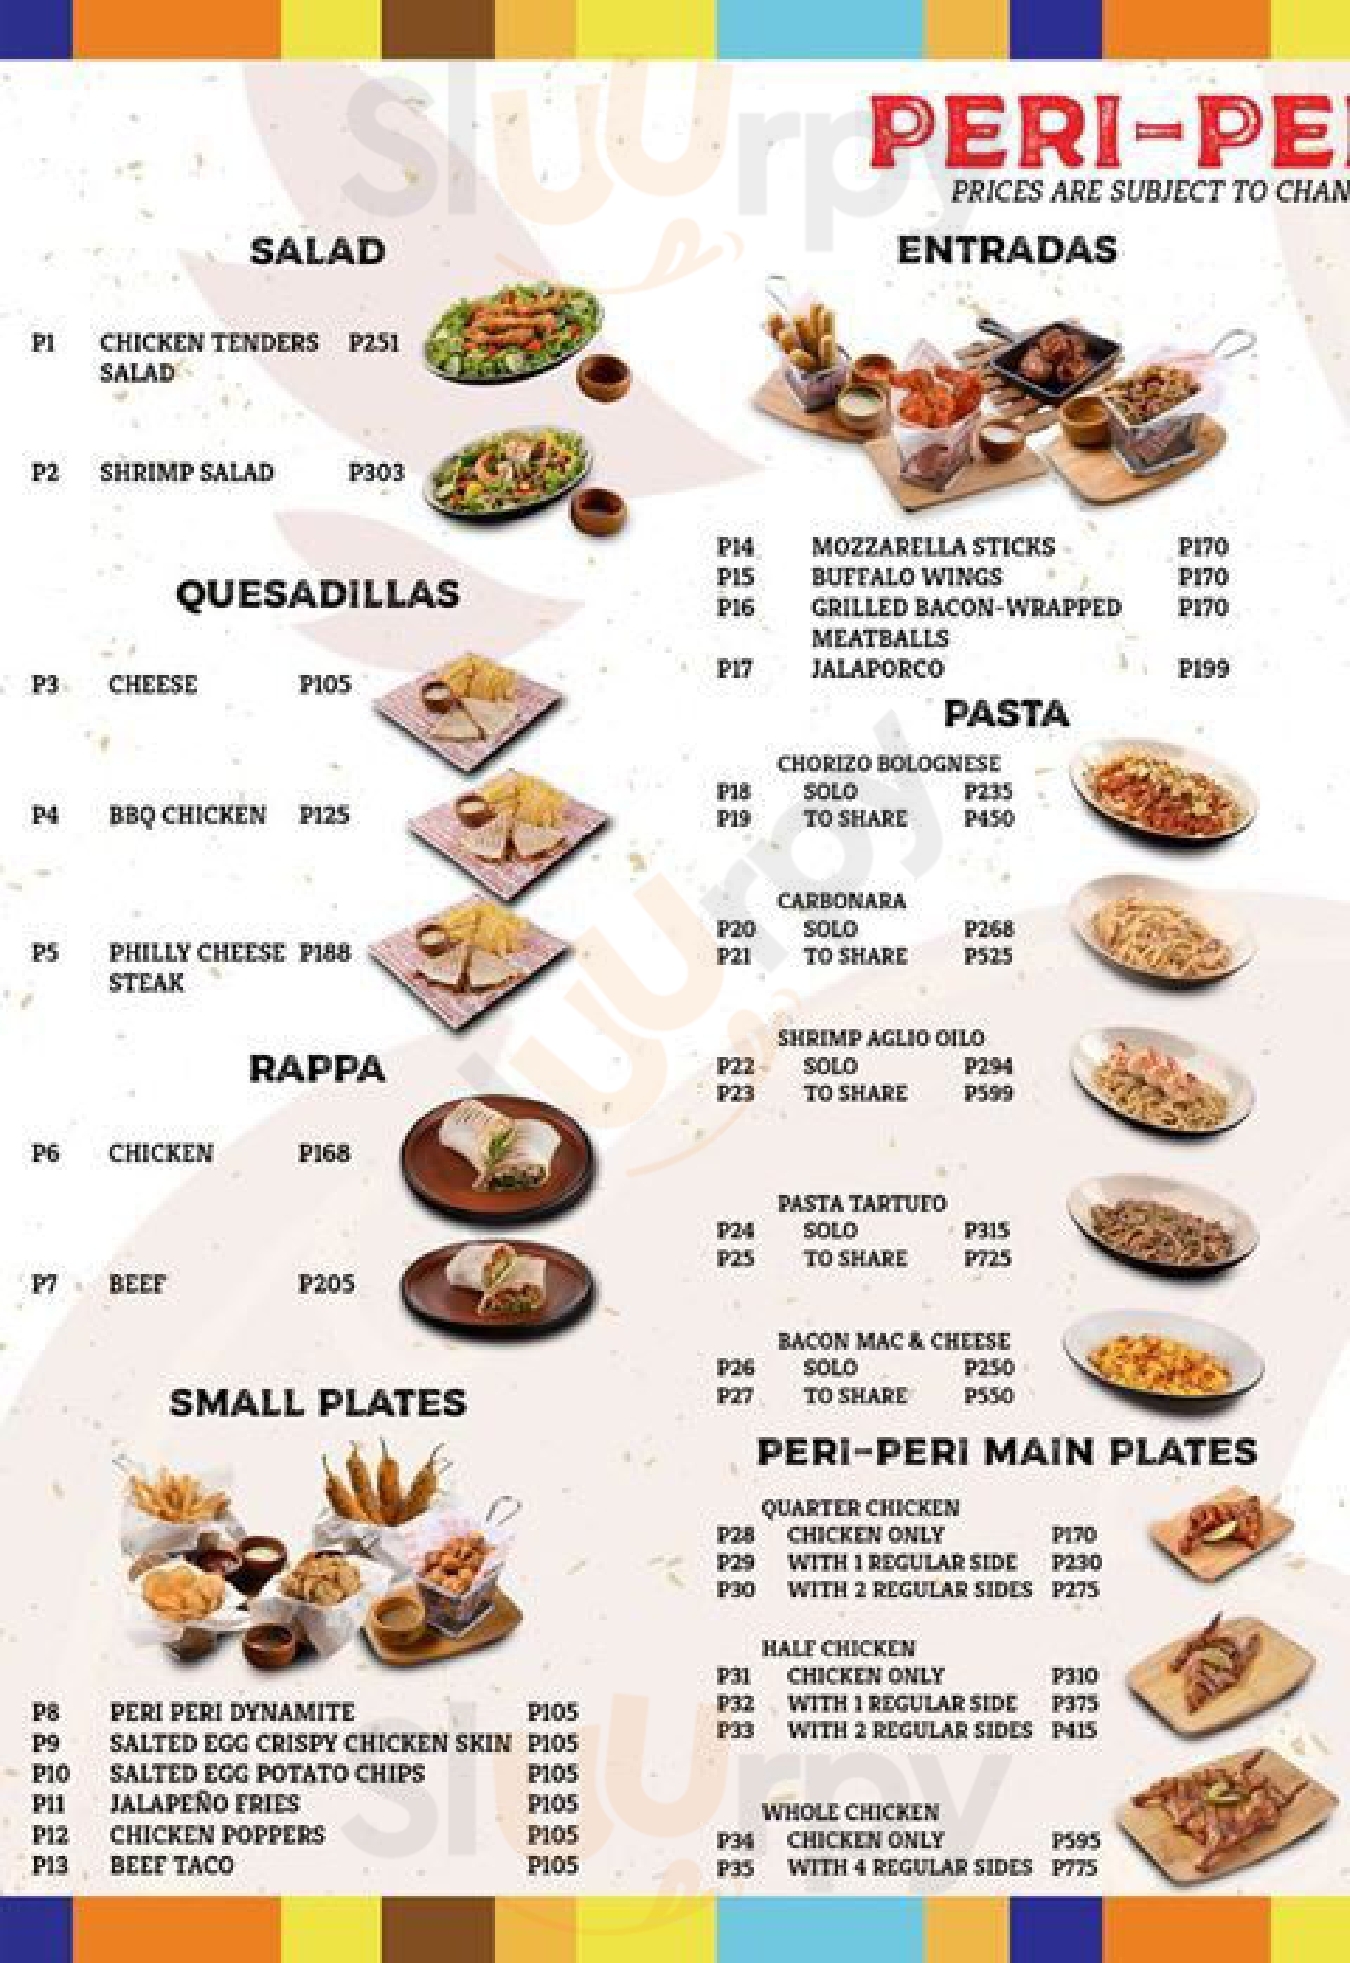 PERI-PE
PRICES ARE SUBJECT TO CHAN
SALAD
P1 CHICKEN TENDERS P251
SALAD
P2 SHRIMP SALAD P303
QUESADILLAS
P3 CHEESE P105
P4 BBQ CHICKEN P125
P5 PHILLY CHEESE P188
STEAK
RAPPA
P6 CHICKEN P168
P7 BEEF P205
SMALL PLATES
P8 PERI PERI DYNAMITE P105
P9 SALTED EGG CRISPY CHICKEN SKIN P105
P10 SALTED EGG POTATO CHIPS P105
P11 JALAPEÑO FRIES P105
P12 CHICKEN POPPERS P105
P13 BEEF TACO P105
ENTRADAS
P14 MOZZARELLA STICKS P170
P15 BUFFALO WINGS P170
P16 GRILLED BACON-WRAPPED P170
MEATBALLS
P17 JALAPORCO P199
PASTA
CHORIZO BOLOGNESE
P18 SOLO P235
P19 TO SHARE P450
CARBONARA
P20 SOLO P268
P21 TO SHARE P525
SHRIMP AGLIO OILO
P22 SOLO P294
P23 TO SHARE P599
PASTA TARTUFO
P24 SOLO P315
P25 TO SHARE P725
BACON MAC & CHEESE
P26 SOLO P250
P27 TO SHARE P550
PERI-PERI MAIN PLATES
QUARTER CHICKEN
P28 CHICKEN ONLY P170
P29 WITH 1 REGULAR SIDE P230
P30 WITH 2 REGULAR SIDES P275
HALF CHICKEN
P31 CHICKEN ONLY P310
P32 WITH 1 REGULAR SIDE P375
P33 WITH 2 REGULAR SIDES P415
WHOLE CHICKEN
P34 CHICKEN ONLY P595
P35 WITH 4 REGULAR SIDES P775
Sluurpy
Sluurpy
Sluurpy